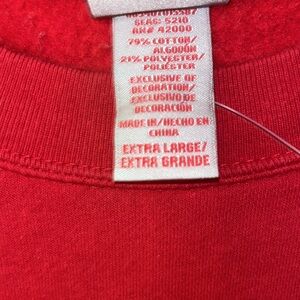 SEAS: 5210
RN# 42000
79% COTTON/
ALGODÓN
21% POLYESTER/
POLIÉSTER
EXCLUSIVE OF
DECORATION/
EXCLUSIVO DE
DECORACIÓN
MADE IN/HECHO EN
CHINA
EXTRA LARGE/
EXTRA GRANDE